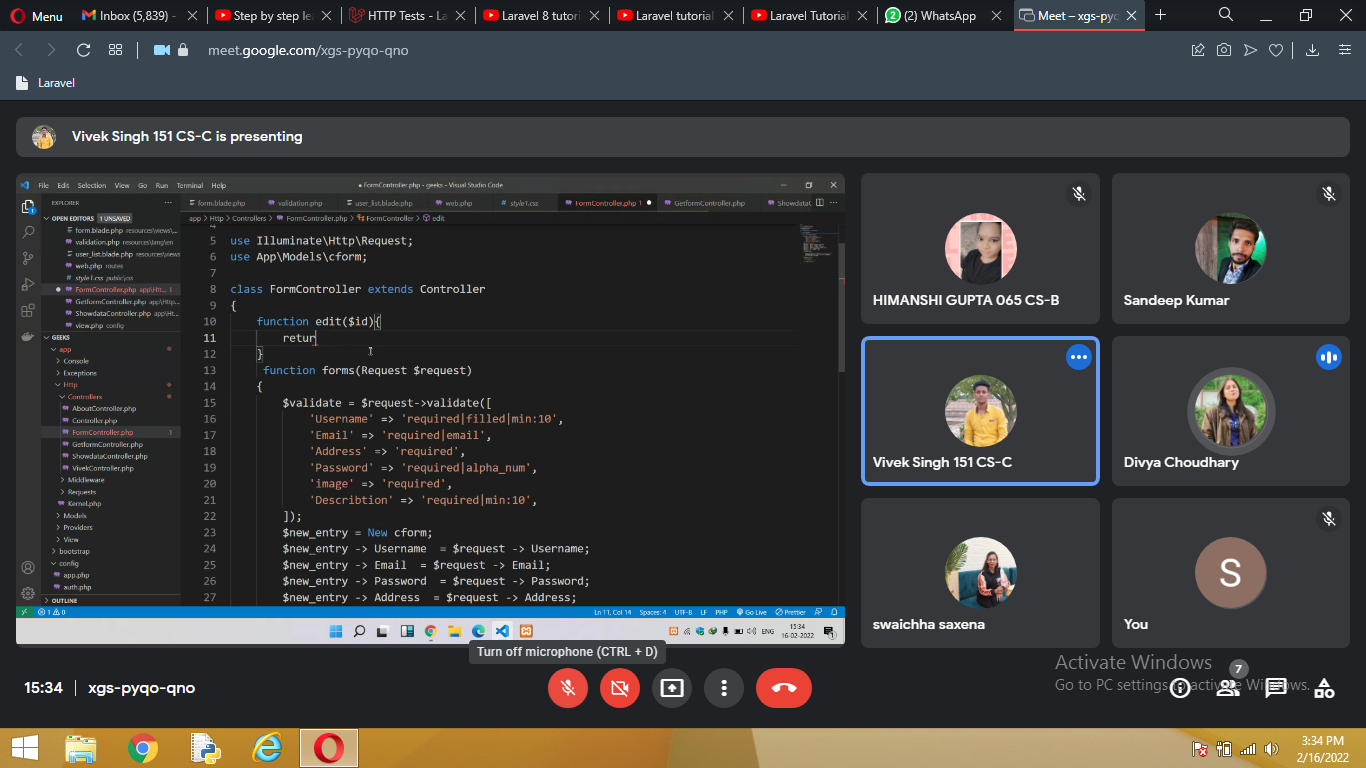 Menu
Inbox (5,839) -
Step by step le
HTTP Tests - La
Laravel 8 tutori
Laravel tutorial
Laravel Tutorial
(2) WhatsApp
Meet – xgs-pyq
meet.google.com/xgs-pyqo-qno
Laravel
Vivek Singh 151 CS-C is presenting
File Edit Selection View Go Run Terminal Help
● FormController.php - geeks - Visual Studio Code
EXPLORER
form.blade.php
validation.php
user_list.blade.php
web.php
style1.css
FormController.php 1
GetformController.php
ShowdataC
OPEN EDITORS 1 UNSAVED
app > Http > Controllers > FormController.php > FormController > edit
form.blade.php resources\views\...
validation.php resources\lang\en
user_list.blade.php resources\views
web.php routes
style1.css public\css
FormController.php app\Htt... 1
GetformController.php app\Http...
ShowdataController.php app\Ht...
view.php config
GEEKS
app
Console
Exceptions
Http
Controllers
AboutController.php
Controller.php
FormController.php 1
GetformController.php
ShowdataController.php
VivekController.php
Middleware
Requests
Kernel.php
Models
Providers
View
bootstrap
config
app.php
auth.php
OUTLINE
4
5 use Illuminate\Http\Request;
6 use App\Models\cform;
7
8 class FormController extends Controller
9 {
10 function edit($id){
11 retur
12 }
13 function forms(Request $request)
14 {
15 $validate = $request->validate([
16 'Username' => 'required|filled|min:10',
17 'Email' => 'required|email',
18 'Address' => 'required',
19 'Password' => 'required|alpha_num',
20 'image' => 'required',
21 'Describtion' => 'required|min:10',
22 ]);
23 $new_entry = New cform;
24 $new_entry -> Username = $request -> Username;
25 $new_entry -> Email = $request -> Email;
26 $new_entry -> Password = $request -> Password;
27 $new_entry -> Address = $request -> Address;
1 0
Ln 11, Col 14 Spaces: 4 UTF-8 LF PHP Go Live Prettier
ENG
15:34
16-02-2022
HIMANSHI GUPTA 065 CS-B
Sandeep Kumar
Vivek Singh 151 CS-C
Divya Choudhary
swaichha saxena
S
You
Turn off microphone (CTRL + D)
15:34 | xgs-pyqo-qno
7
Activate Windows
Go to PC settings to activate Windows.
3:34 PM
2/16/2022